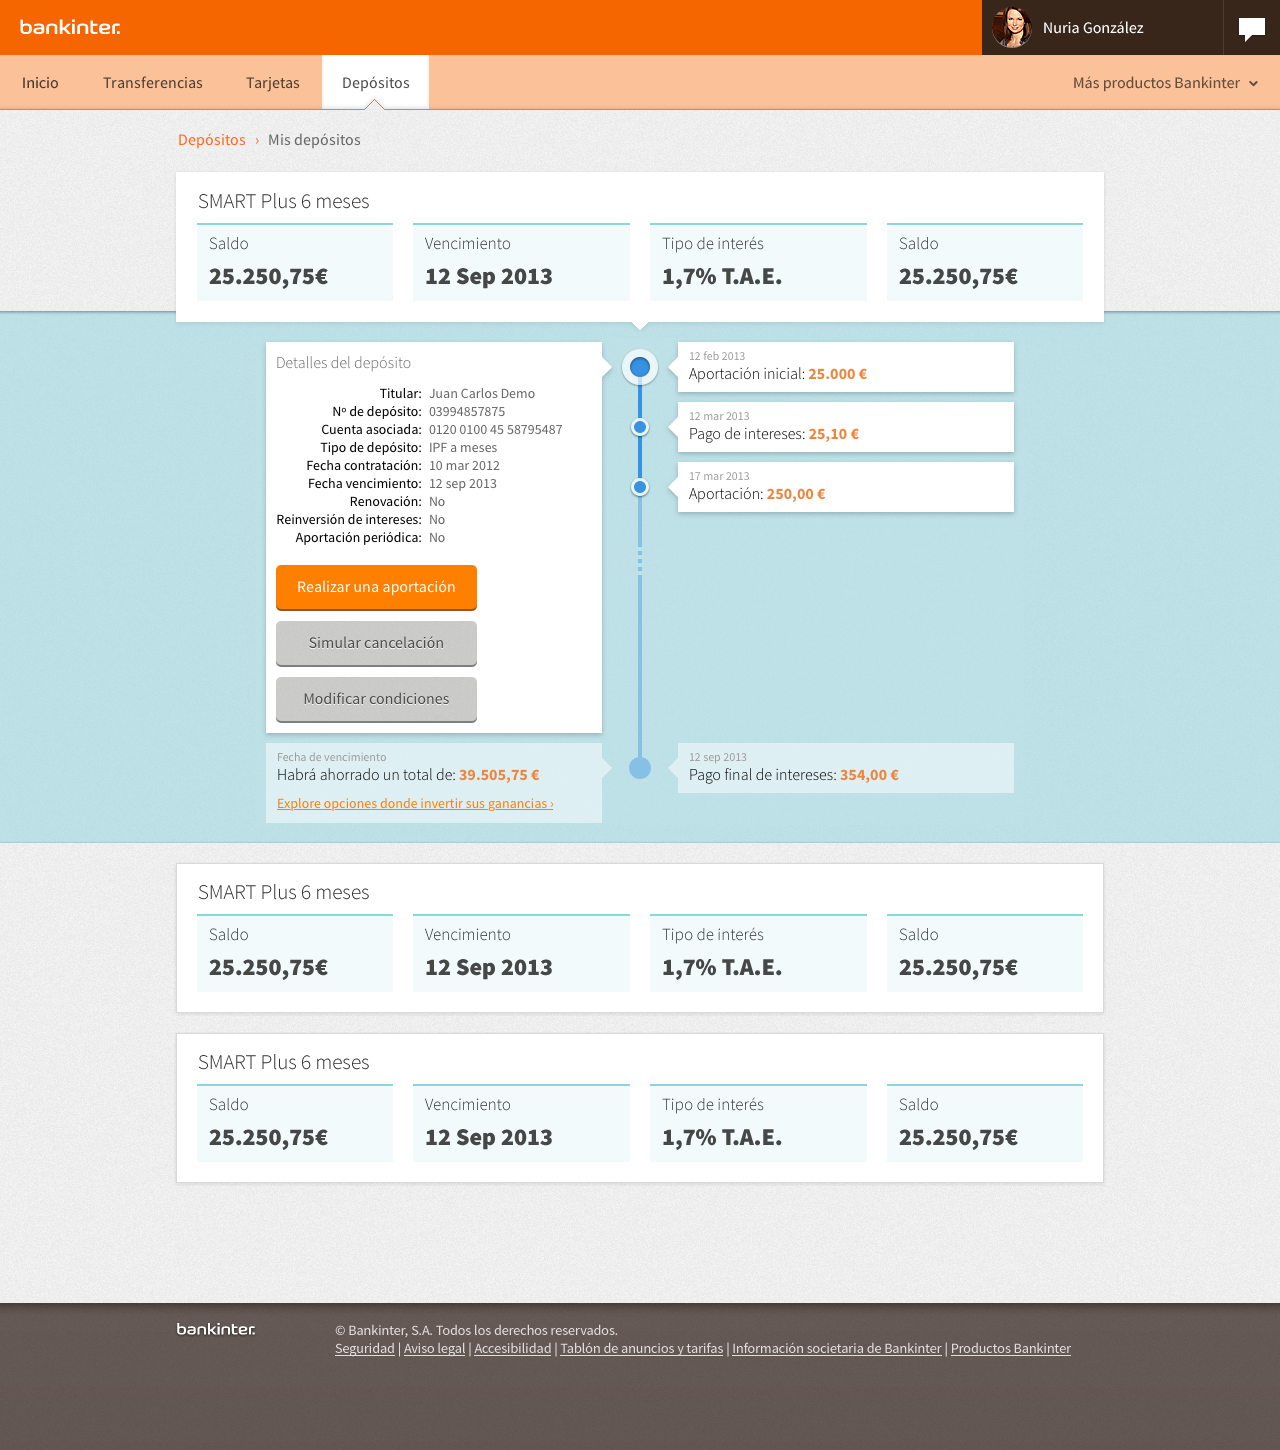 bankinter.
Nuria González
Inicio
Transferencias
Tarjetas
Depósitos
Más productos Bankinter
Depósitos › Mis depósitos
SMART Plus 6 meses
Saldo
25.250,75€
Vencimiento
12 Sep 2013
Tipo de interés
1,7% T.A.E.
Saldo
25.250,75€
Detalles del depósito
Titular: Juan Carlos Demo
Nº de depósito: 03994857875
Cuenta asociada: 0120 0100 45 58795487
Tipo de depósito: IPF a meses
Fecha contratación: 10 mar 2012
Fecha vencimiento: 12 sep 2013
Renovación: No
Reinversión de intereses: No
Aportación periódica: No
Realizar una aportación
Simular cancelación
Modificar condiciones
12 feb 2013
Aportación inicial: 25.000 €
12 mar 2013
Pago de intereses: 25,10 €
17 mar 2013
Aportación: 250,00 €
Fecha de vencimiento
Habrá ahorrado un total de: 39.505,75 €
Explore opciones donde invertir sus ganancias ›
12 sep 2013
Pago final de intereses: 354,00 €
SMART Plus 6 meses
Saldo
25.250,75€
Vencimiento
12 Sep 2013
Tipo de interés
1,7% T.A.E.
Saldo
25.250,75€
SMART Plus 6 meses
Saldo
25.250,75€
Vencimiento
12 Sep 2013
Tipo de interés
1,7% T.A.E.
Saldo
25.250,75€
bankinter.
© Bankinter, S.A. Todos los derechos reservados.
Seguridad | Aviso legal | Accesibilidad | Tablón de anuncios y tarifas | Información societaria de Bankinter | Productos Bankinter